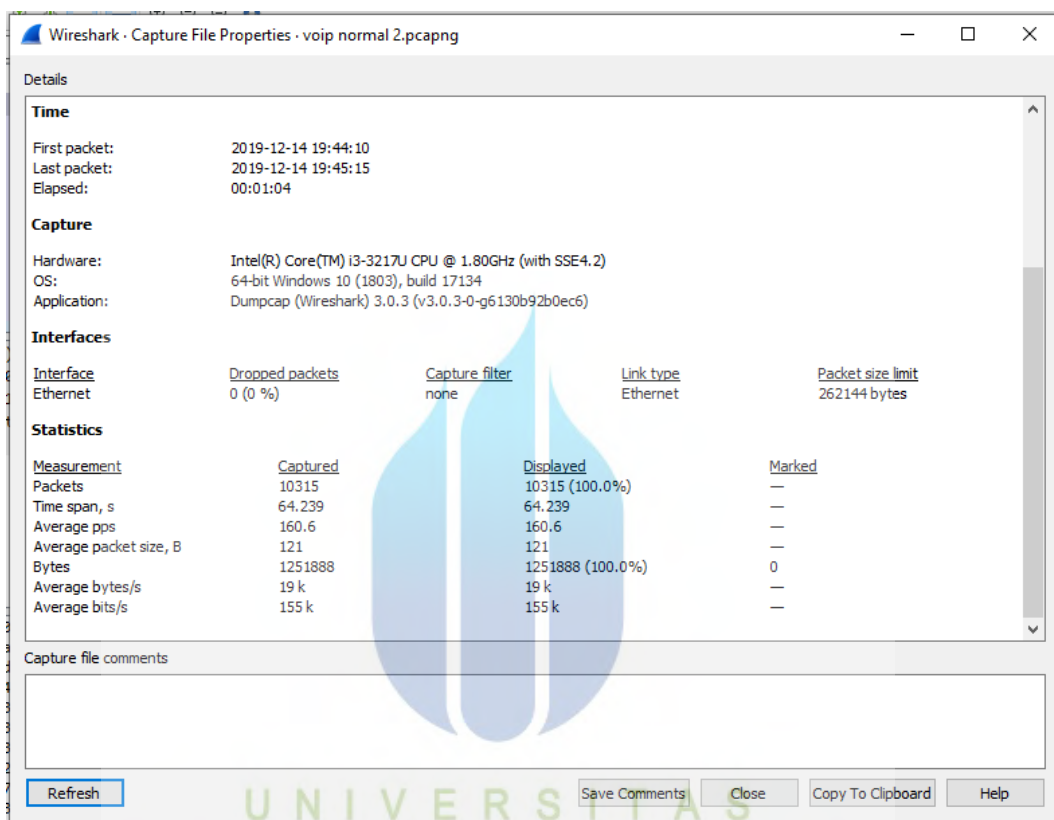 Wireshark · Capture File Properties · voip normal 2.pcapng
Details
Time
First packet: 2019-12-14 19:44:10
Last packet: 2019-12-14 19:45:15
Elapsed: 00:01:04
Capture
Hardware: Intel(R) Core(TM) i3-3217U CPU @ 1.80GHz (with SSE4.2)
OS: 64-bit Windows 10 (1803), build 17134
Application: Dumpcap (Wireshark) 3.0.3 (v3.0.3-0-g6130b92b0ec6)
Interfaces
Interface Dropped packets Capture filter Link type Packet size limit
Ethernet 0 (0 %) none Ethernet 262144 bytes
Statistics
Measurement Captured Displayed Marked
Packets 10315 10315 (100.0%) —
Time span, s 64.239 64.239 —
Average pps 160.6 160.6 —
Average packet size, B 121 121 —
Bytes 1251888 1251888 (100.0%) 0
Average bytes/s 19 k 19 k —
Average bits/s 155 k 155 k —
Capture file comments
Refresh Save Comments Close Copy To Clipboard Help
UNIVERSITAS